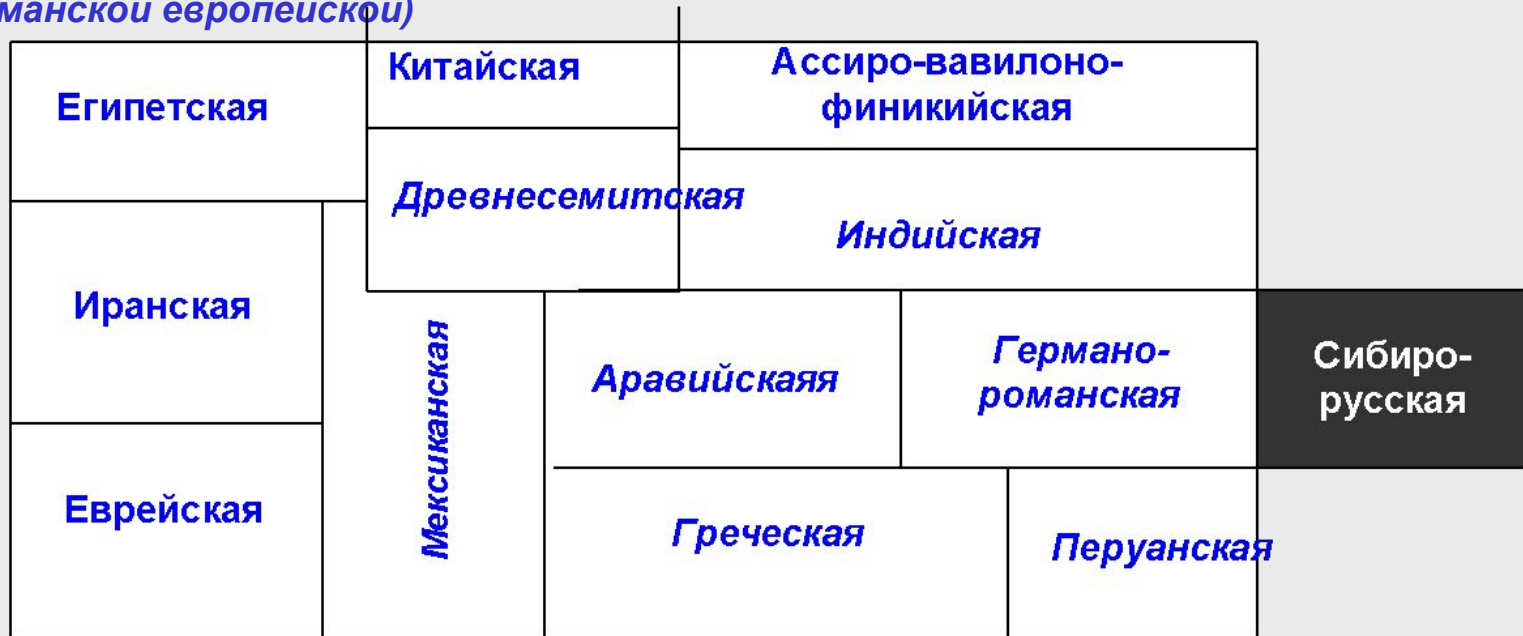 манской европейской)
Китайская
Ассиро-вавилоно-
финикийская
Египетская
Древнесемитская
Индийская
Иранская
Мексиканская
Аравийскаяя
Германо-
романская
Сибиро-
русская
Еврейская
Греческая
Перуанская